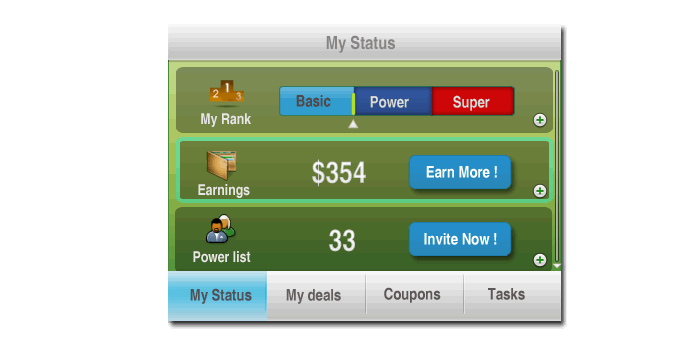 My Status
2 1 3
My Rank
Basic Power Super
Earnings
$354
Earn More !
Power list
33
Invite Now !
My Status My deals Coupons Tasks